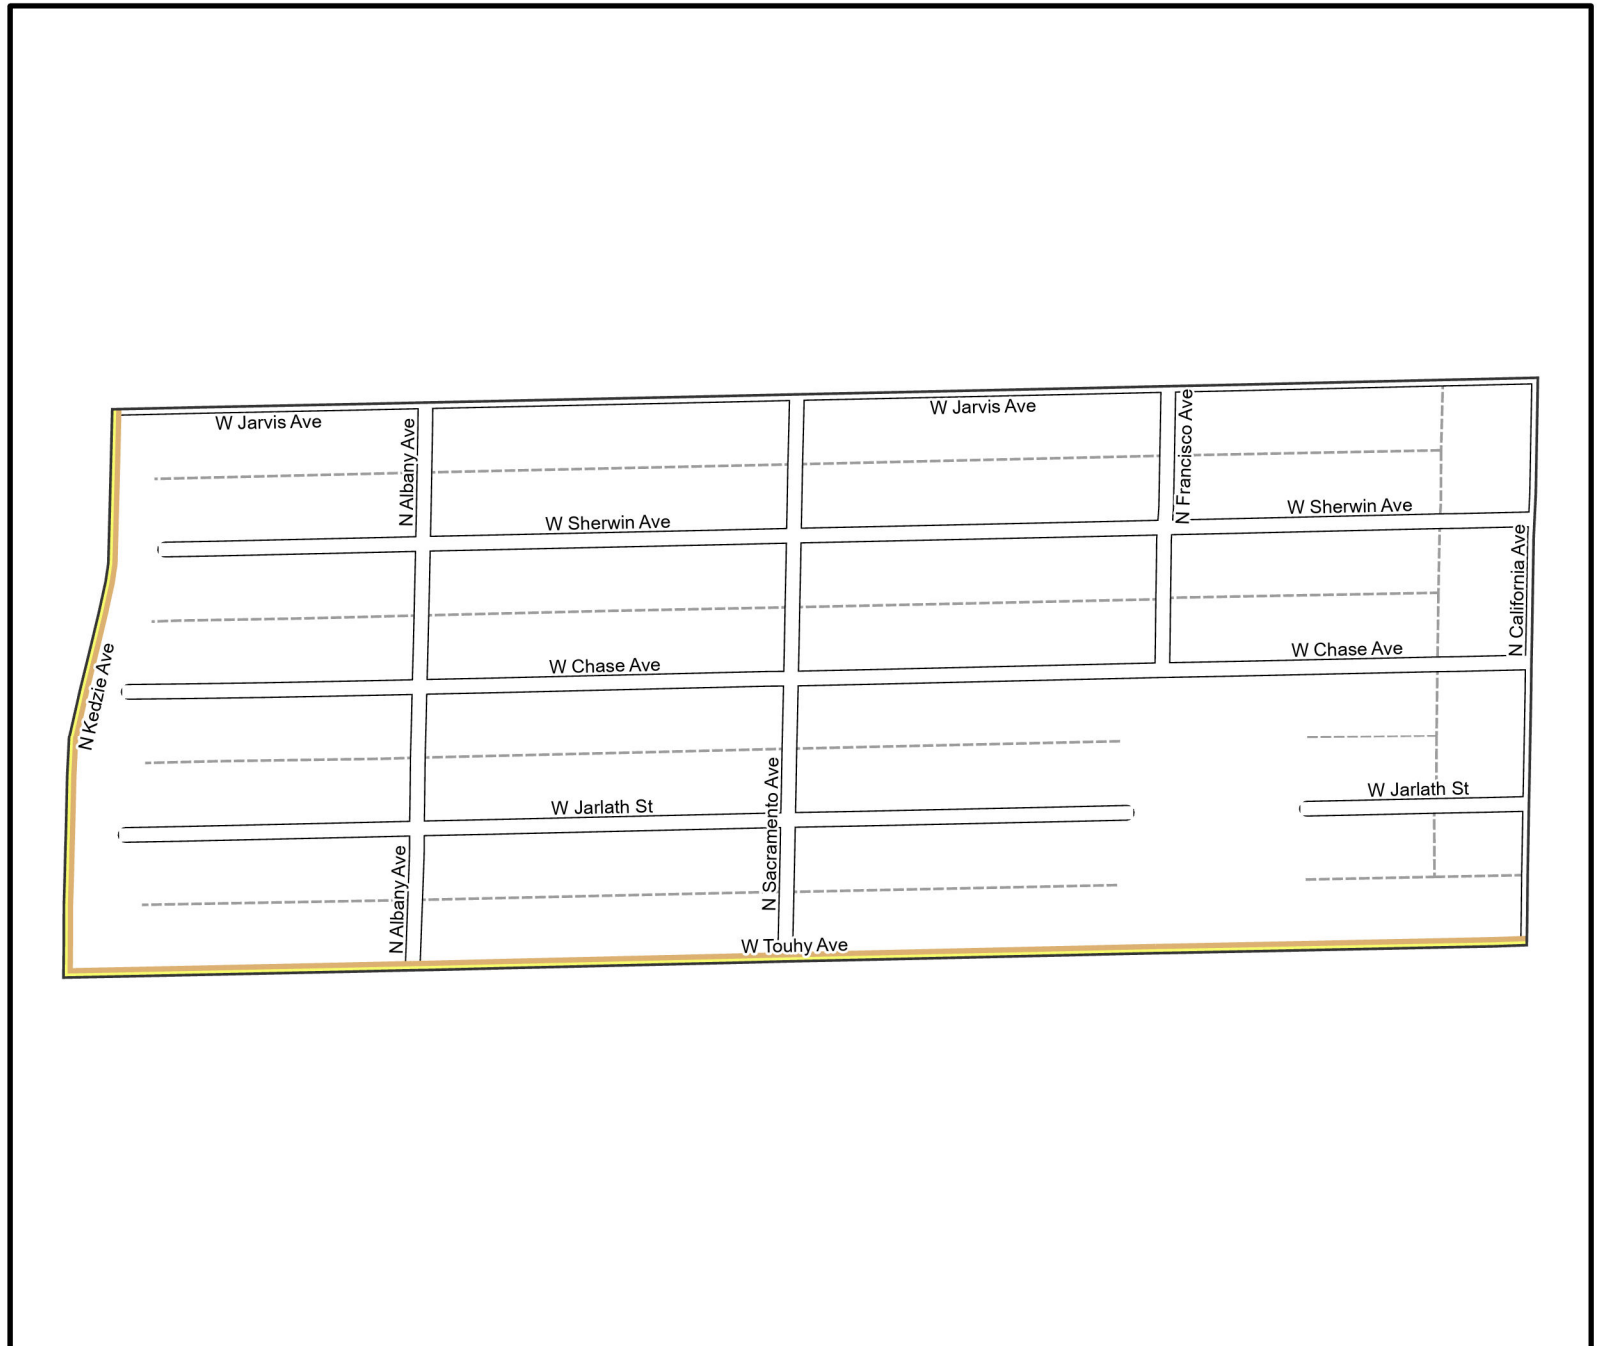 W Jarvis Ave
W Jarvis Ave
N Albany Ave
N Francisco Ave
W Sherwin Ave
W Sherwin Ave
N California Ave
N Kedzie Ave
W Chase Ave
W Chase Ave
W Jarlath St
W Jarlath St
N Sacramento Ave
N Albany Ave
W Touhy Ave